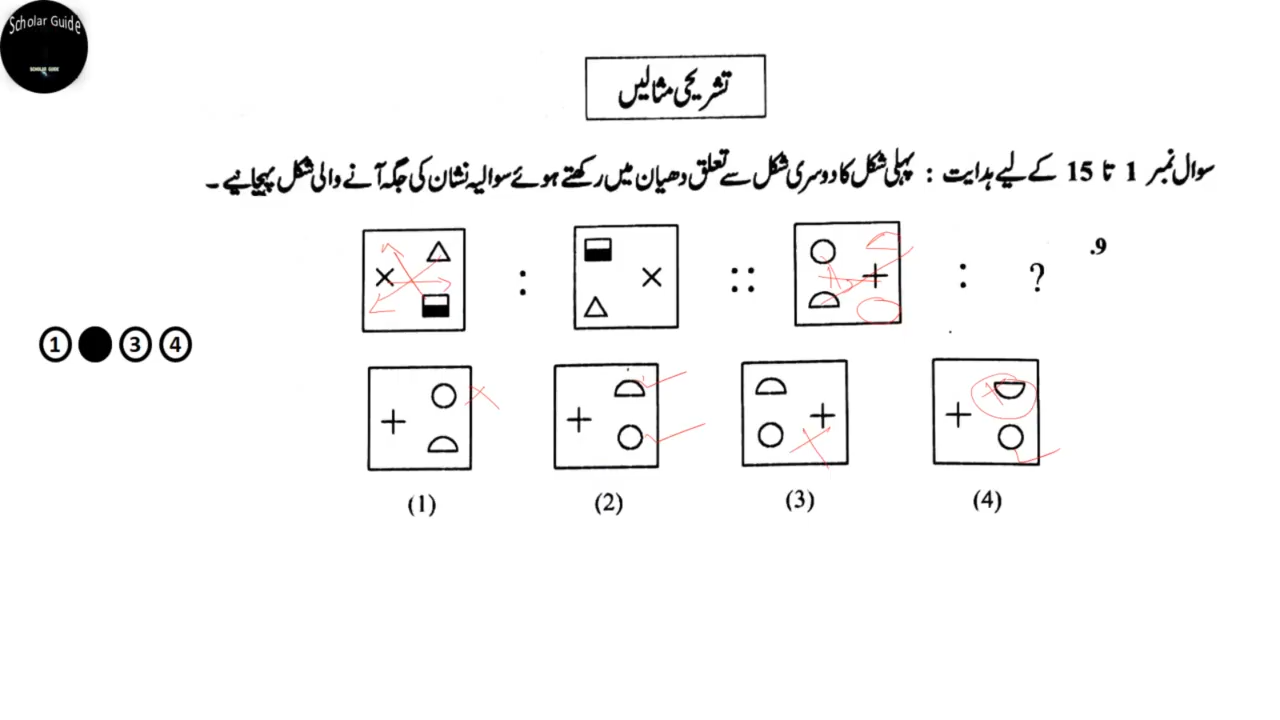 Scholar Guide
SCHOLAR GUIDE
تشریحی مثالیں
سوال نمبر 1 تا 15 کے لیے ہدایت : پہلی شکل کا دوسری شکل سے تعلق دھیان میں رکھتے ہوئے سوالیہ نشان کی جگہ آنے والی شکل پہچانیے ۔
.9
: :: : ?
1 3 4
(1) (2) (3) (4)